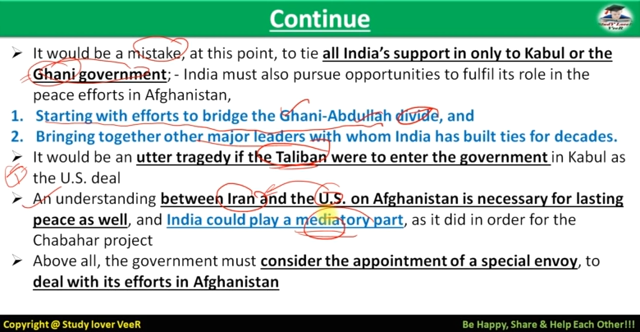 Continue
➢ It would be a mistake, at this point, to tie all India's support in only to Kabul or the
Ghani government; - India must also pursue opportunities to fulfil its role in the
peace efforts in Afghanistan,
1. Starting with efforts to bridge the Ghani-Abdullah divide, and
2. Bringing together other major leaders with whom India has built ties for decades.
➢ It would be an utter tragedy if the Taliban were to enter the government in Kabul as
the U.S. deal
➢ An understanding between Iran and the U.S. on Afghanistan is necessary for lasting
peace as well, and India could play a mediatory part, as it did in order for the
Chabahar project
➢ Above all, the government must consider the appointment of a special envoy, to
deal with its efforts in Afghanistan
Copyright @ Study lover VeeR
Be Happy, Share & Help Each Other!!!